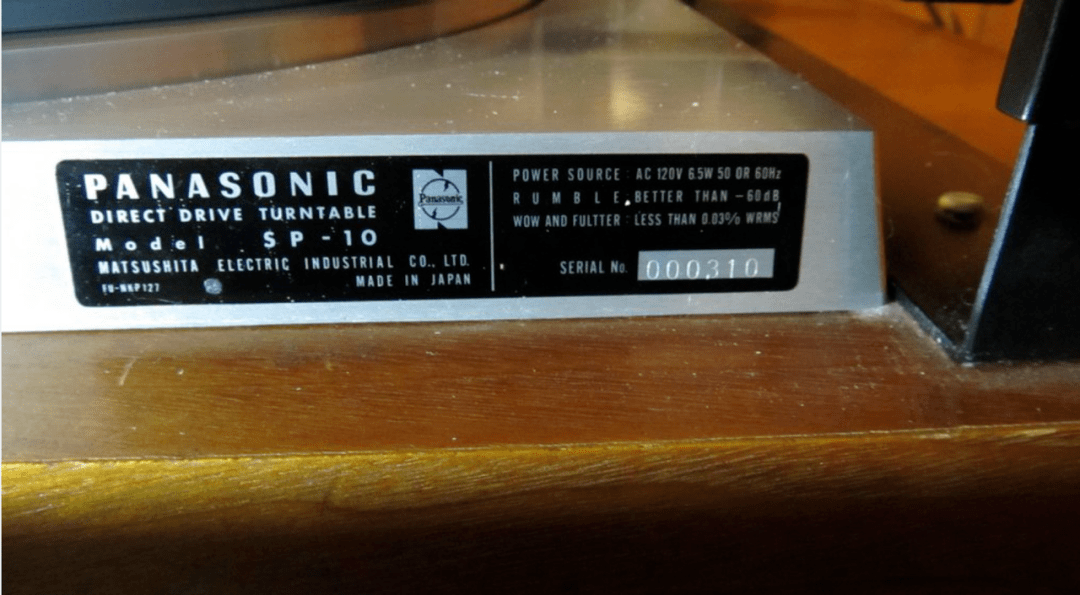 PANASONIC
DIRECT DRIVE TURNTABLE
Model SP-10
MATSUSHITA ELECTRIC INDUSTRIAL CO., LTD.
MADE IN JAPAN
Panasonic
POWER SOURCE : AC 120V 6.5W 50 OR 60Hz
RUMBLE : BETTER THAN -60dB
WOW AND FULTTER : LESS THAN 0.03% WRMS
SERIAL No. 000310